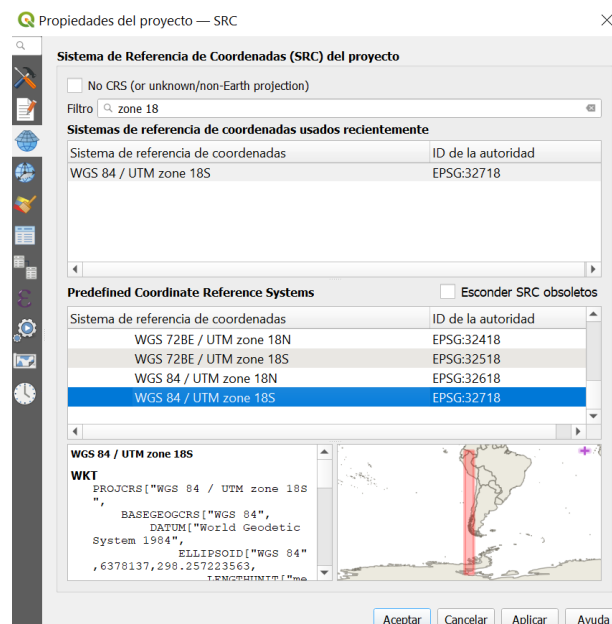 Propiedades del proyecto — SRC
Sistema de Referencia de Coordenadas (SRC) del proyecto
No CRS (or unknown/non-Earth projection)
Filtro zone 18
Sistemas de referencia de coordenadas usados recientemente
Sistema de referencia de coordenadas ID de la autoridad
WGS 84 / UTM zone 18S EPSG:32718
Predefined Coordinate Reference Systems Esconder SRC obsoletos
Sistema de referencia de coordenadas ID de la autoridad
WGS 72BE / UTM zone 18N EPSG:32418
WGS 72BE / UTM zone 18S EPSG:32518
WGS 84 / UTM zone 18N EPSG:32618
WGS 84 / UTM zone 18S EPSG:32718
WGS 84 / UTM zone 18S
WKT
PROJCRS["WGS 84 / UTM zone 18S
",
BASEGEOGCRS["WGS 84",
DATUM["World Geodetic
System 1984",
ELLIPSOID["WGS 84"
,6378137,298.257223563,
LENGTHUNIT["me
Aceptar Cancelar Aplicar Ayuda